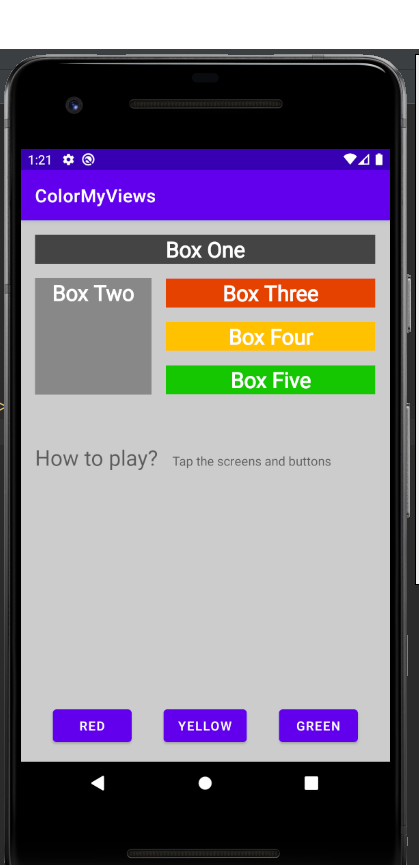 1:21
ColorMyViews
Box One
Box Two
Box Three
Box Four
Box Five
How to play? Tap the screens and buttons
RED YELLOW GREEN